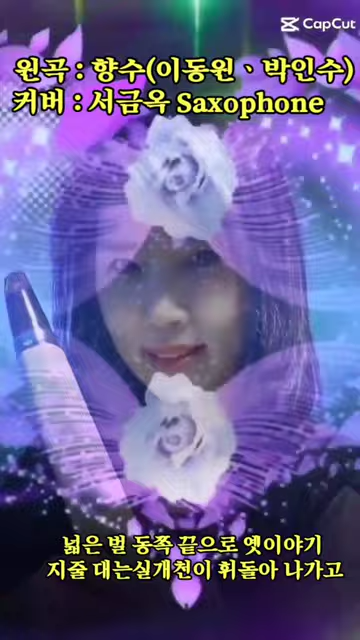 CapCut
원곡 : 향수(이동원、박인수)
커버 : 서금옥 Saxophone
넓은 벌 동쪽 끝으로 옛이야기
지줄 대는실개천이 휘돌아 나가고